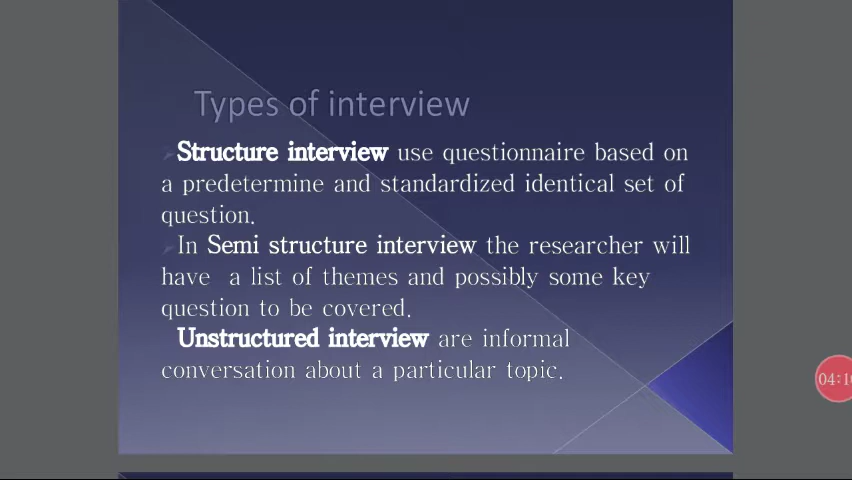 Types of interview
Structure interview use questionnaire based on
a predetermine and standardized identical set of
question.
In Semi structure interview the researcher will
have a list of themes and possibly some key
question to be covered.
Unstructured interview are informal
conversation about a particular topic.